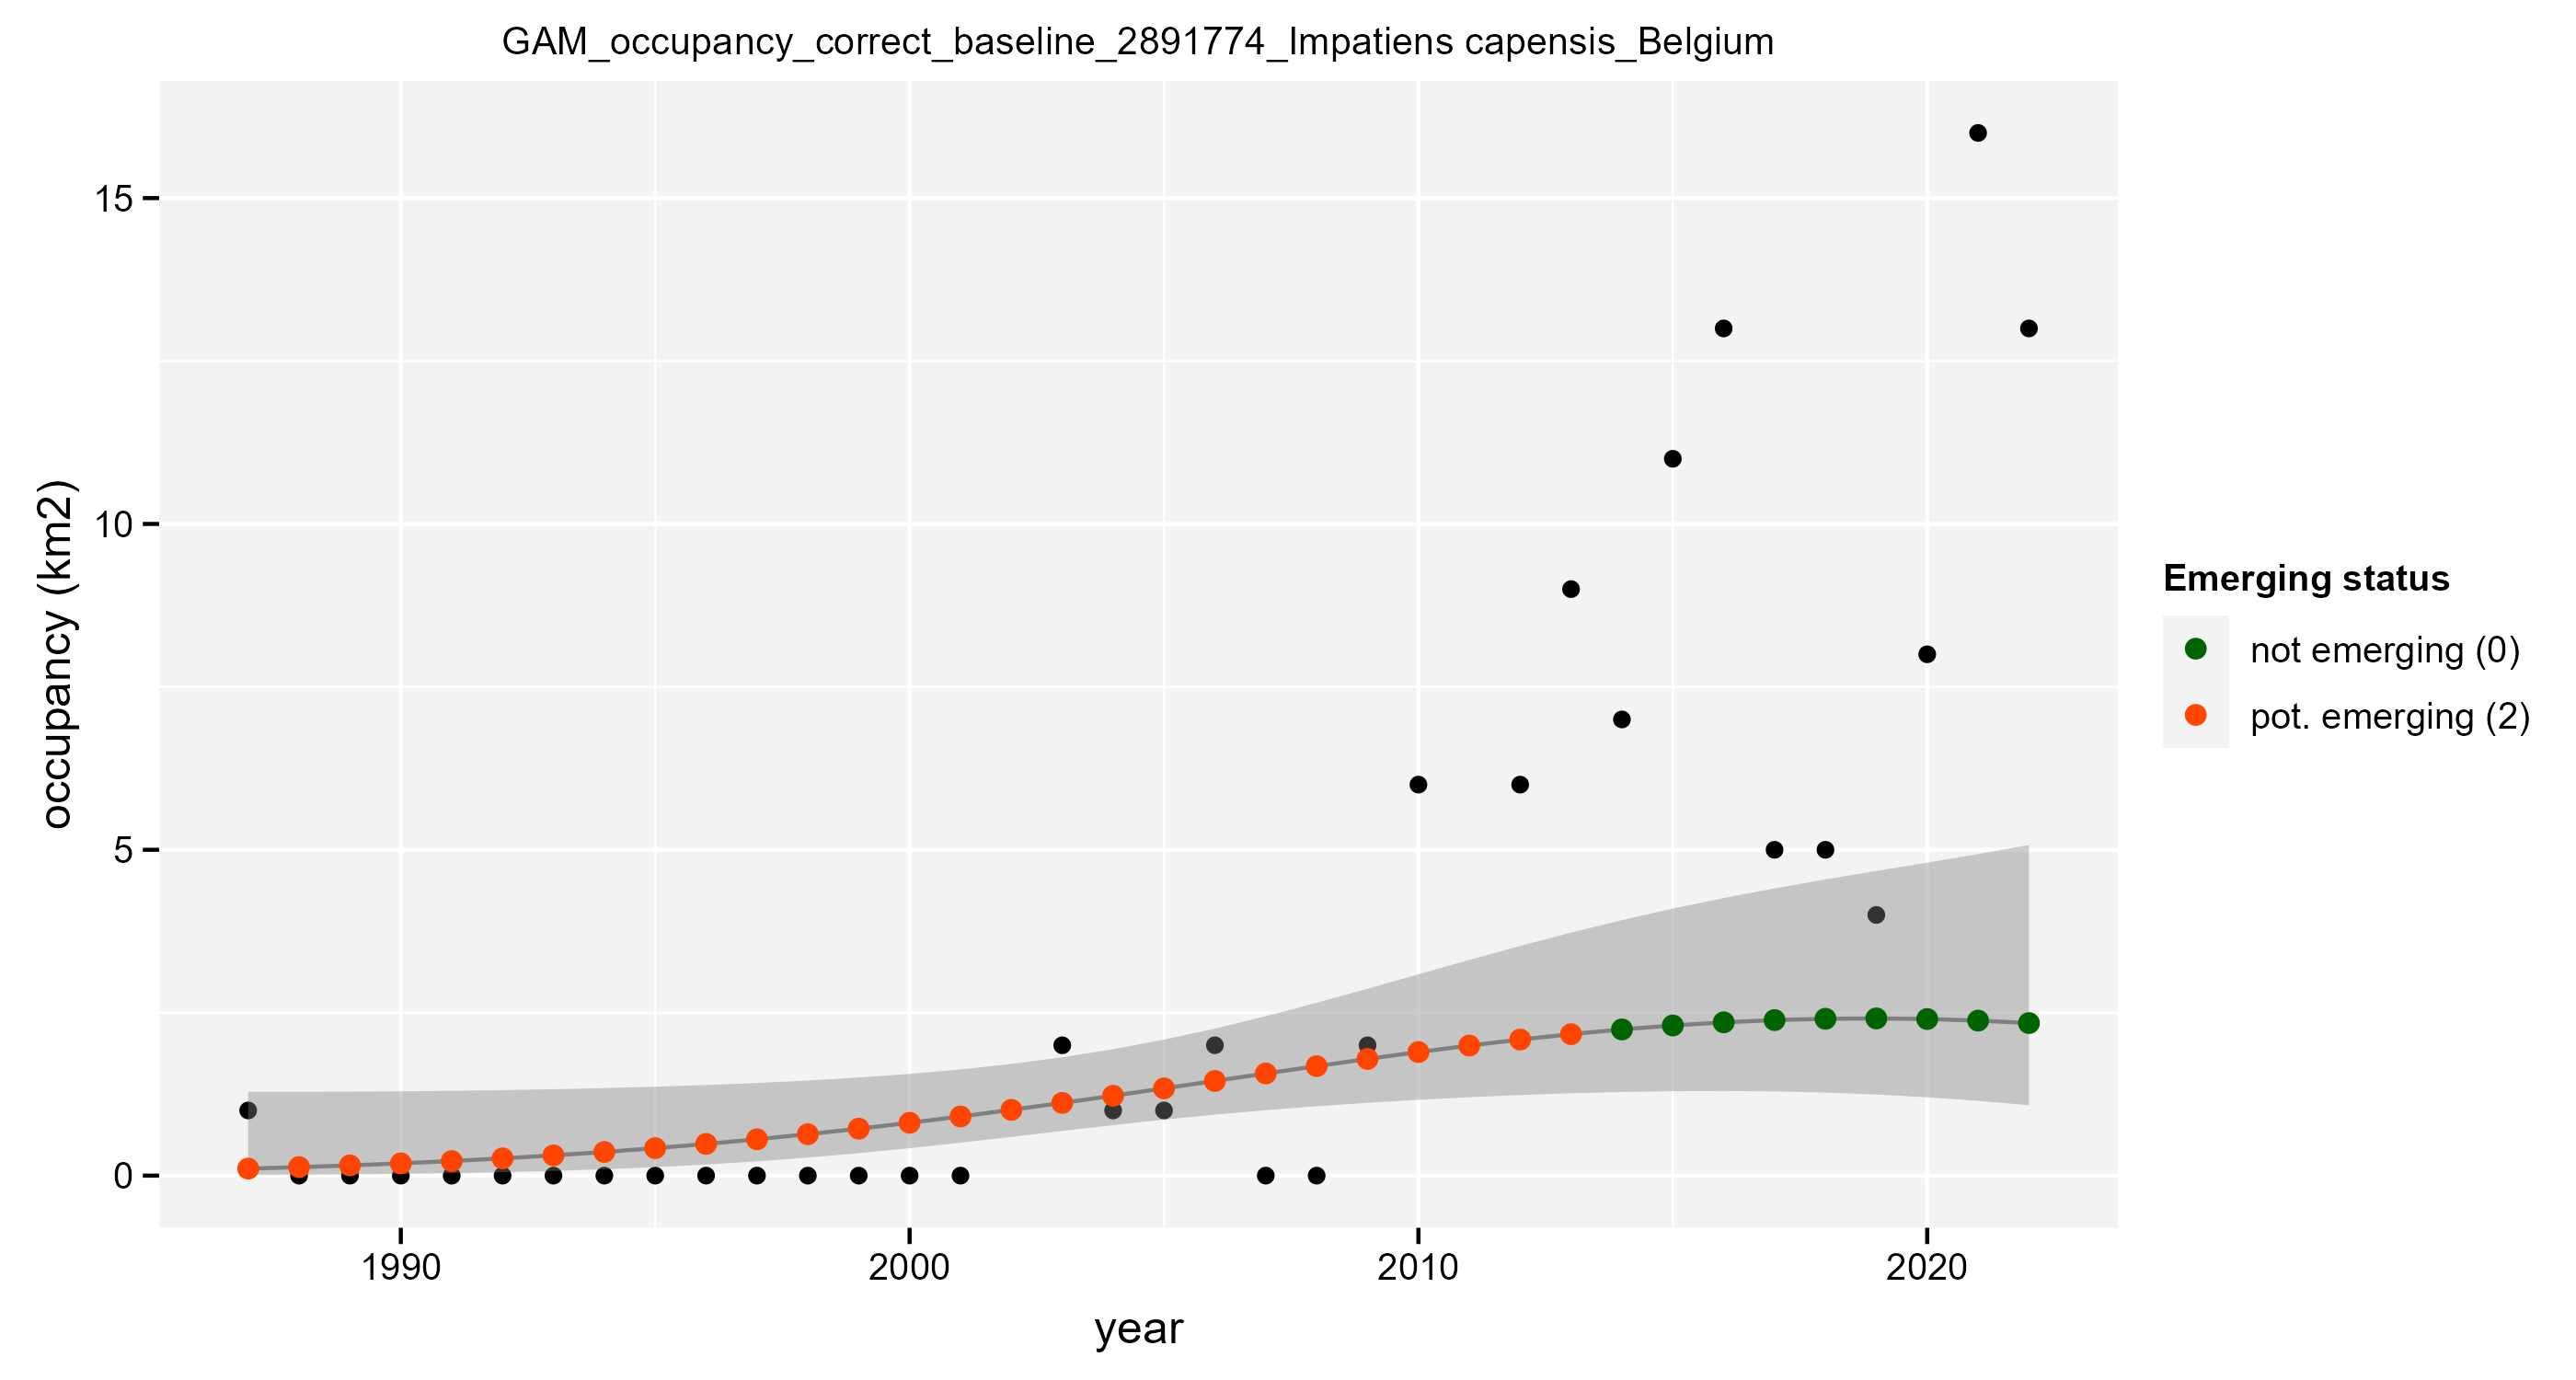 GAM_occupancy_correct_baseline_2891774_Impatiens capensis_Belgium
occupancy (km2)
15
10
5
0
1990
2000
2010
2020
year
Emerging status
not emerging (0)
pot. emerging (2)